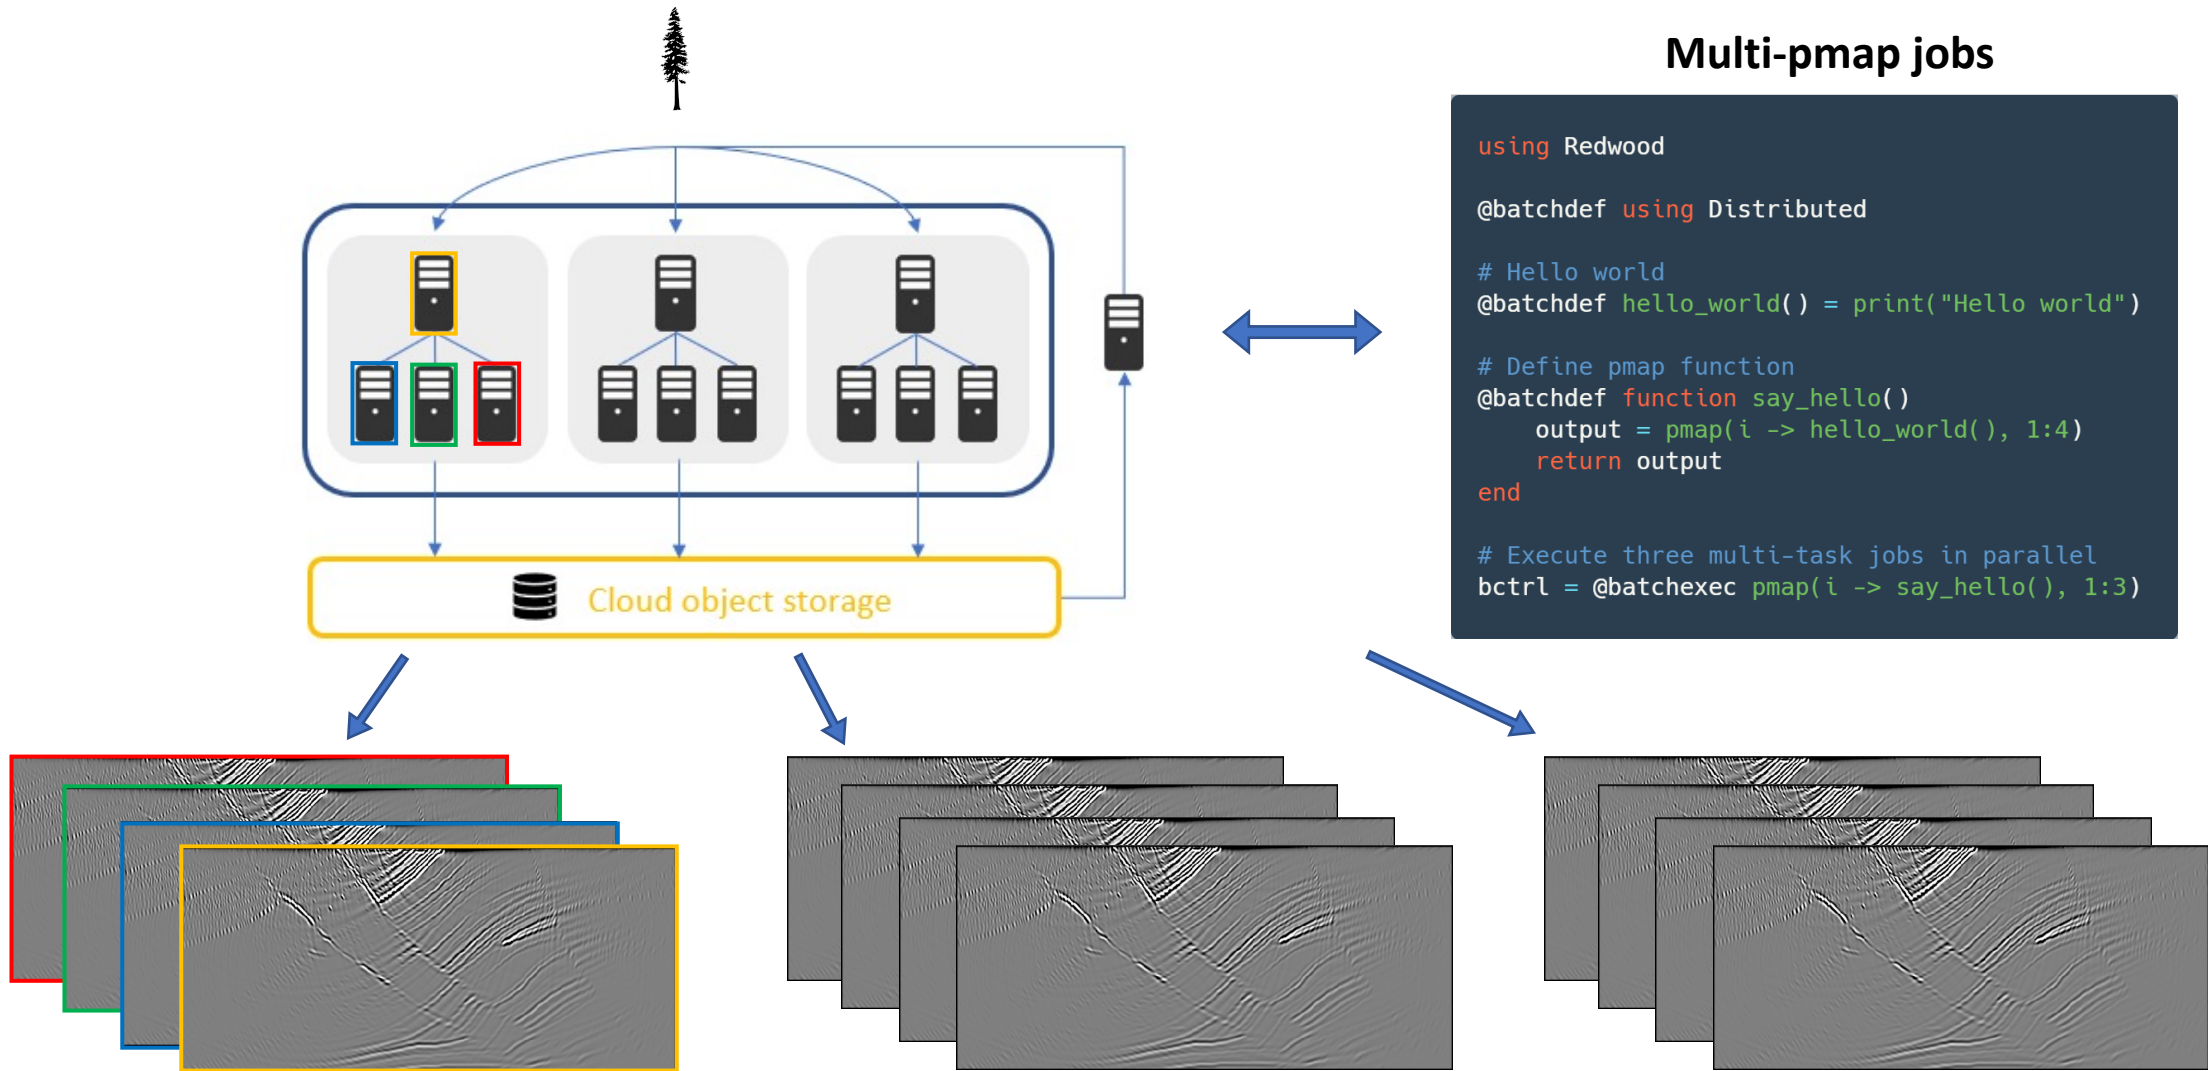 Multi-pmap jobs
using Redwood
@batchdef using Distributed
# Hello world
@batchdef hello_world() = print("Hello world")
# Define pmap function
@batchdef function say_hello()
    output = pmap(i -> hello_world(), 1:4)
    return output
end
# Execute three multi-task jobs in parallel
bctrl = @batchexec pmap(i -> say_hello(), 1:3)
Cloud object storage